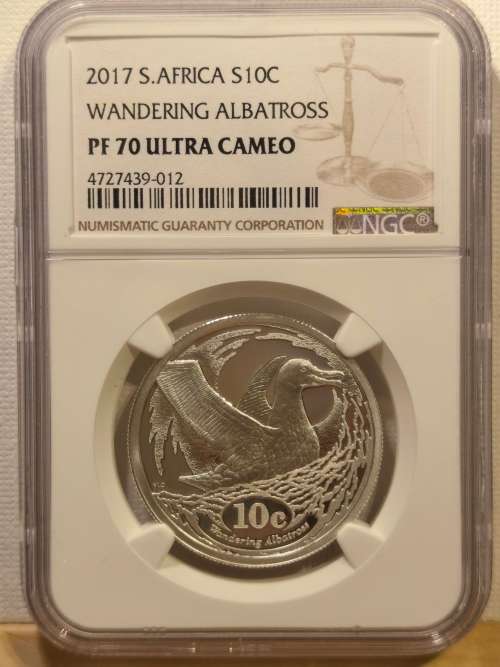 2017 S.AFRICA S10C
WANDERING ALBATROSS
PF 70 ULTRA CAMEO
4727439-012
NUMISMATIC GUARANTY CORPORATION
NGC®
10c
Wandering Albatross